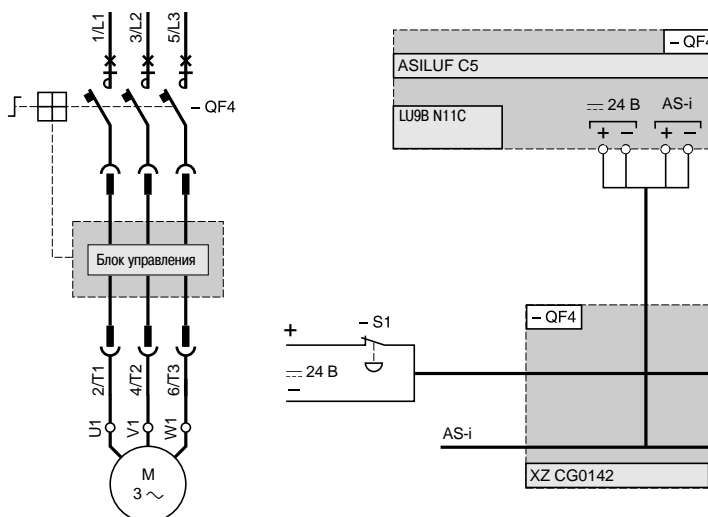 1/L1
3/L2
5/L3
– QF4
Блок управления
2/T1
4/T2
6/T3
U1
V1
W1
M
3 ~
– QF4
ASILUF C5
LU9B N11C
24 В
AS-i
+ – + –
– S1
+
24 В
–
AS-i
– QF4
XZ CG0142